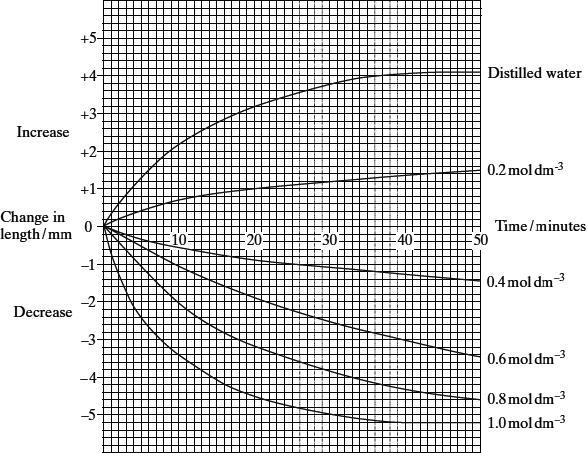 +5
+4
Distilled water
+3
Increase
+2
0.2 mol dm⁻³
+1
Change in
length/mm
0
10
20
30
40
50
Time/minutes
-1
0.4 mol dm⁻³
-2
Decrease
-3
0.6 mol dm⁻³
-4
0.8 mol dm⁻³
-5
1.0 mol dm⁻³